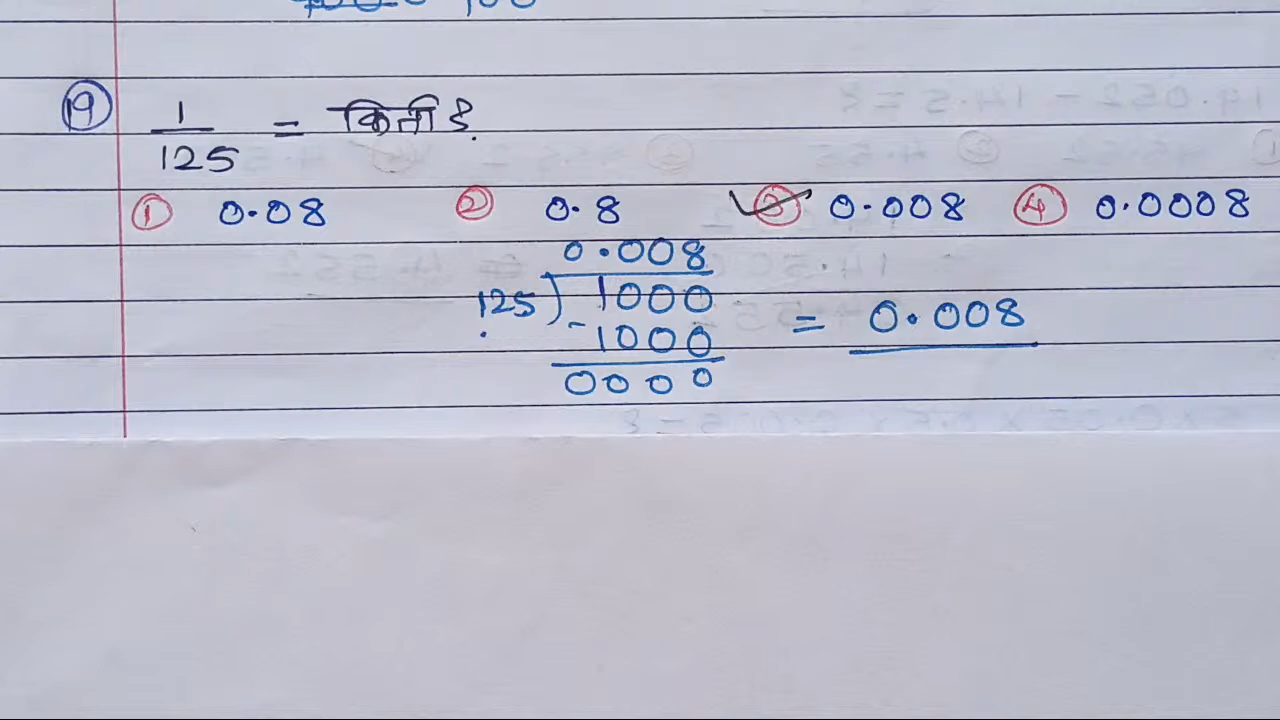 19 1/125 = किती ?
① 0.08 ② 0.8 ③ 0.008 ④ 0.0008
0.008
125 ) 1000 = 0.008
- 1000
0000